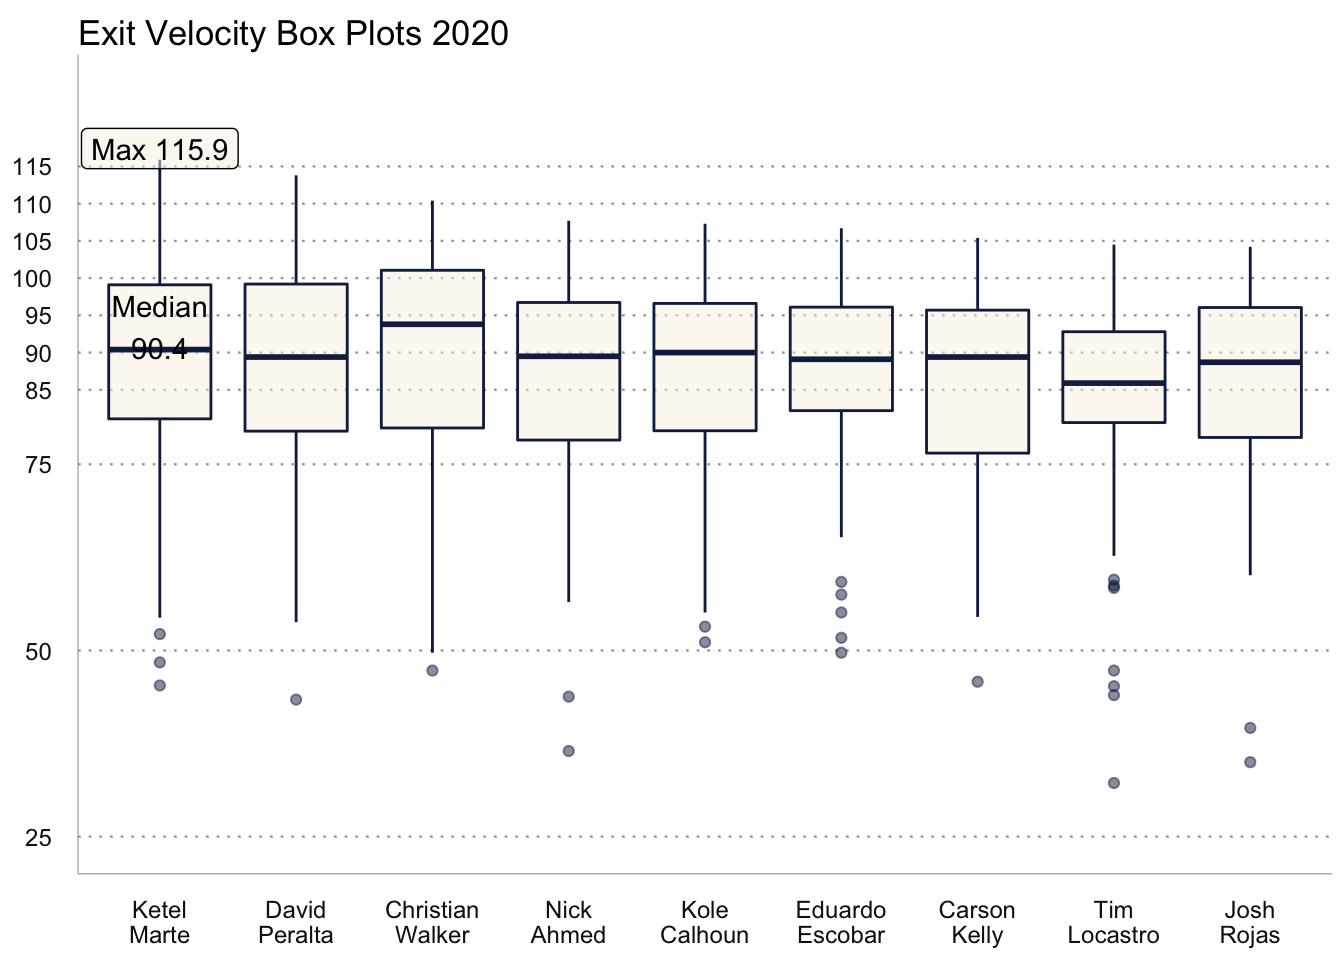 Exit Velocity Box Plots 2020
Max 115.9
115
110
105
100
95
90
85
75
50
25
Median
90.4
Ketel
Marte
David
Peralta
Christian
Walker
Nick
Ahmed
Kole
Calhoun
Eduardo
Escobar
Carson
Kelly
Tim
Locastro
Josh
Rojas